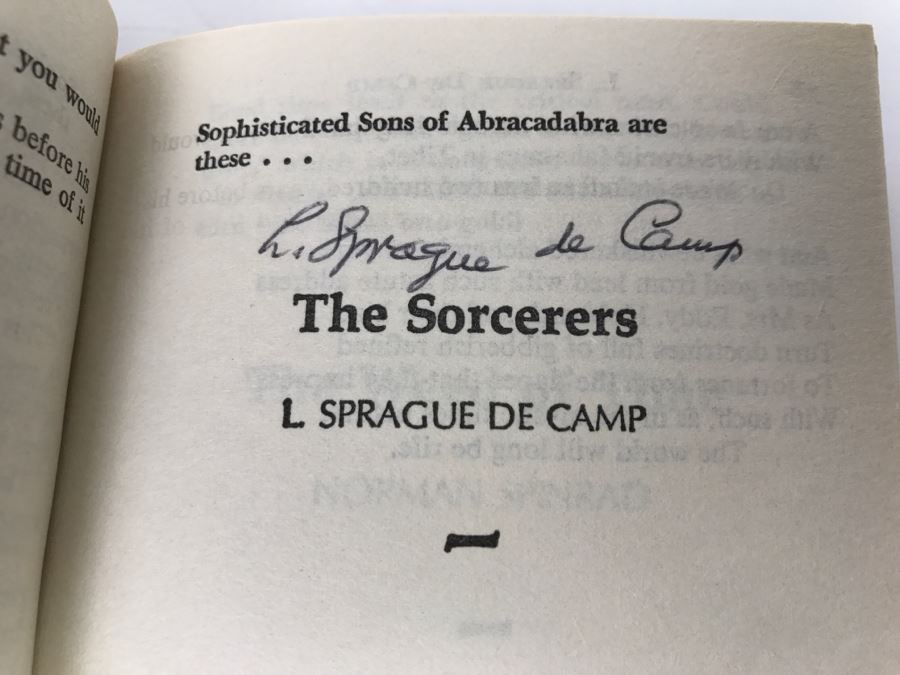 t you would
before his
time of it
Sophisticated Sons of Abracadabra are
these . . .
L. Sprague de Camp
The Sorcerers
L. SPRAGUE DE CAMP
1